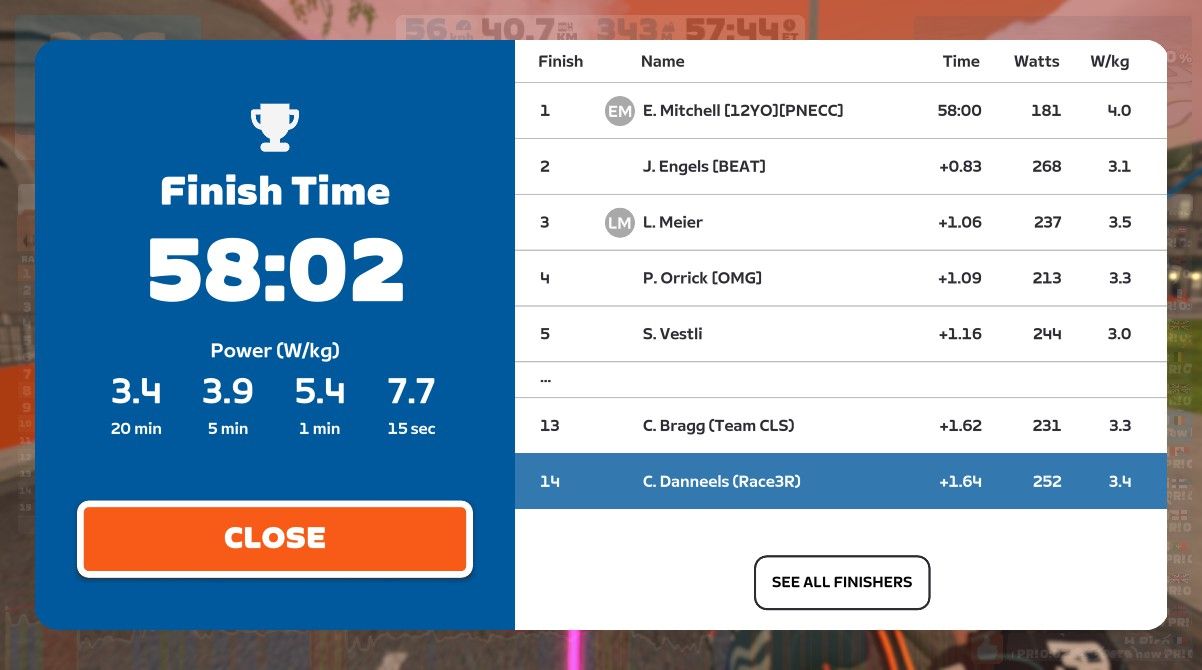 56 kph 40.7 KM 343 57:44 ET
Finish Time
58:02
Power (W/kg)
3.4 3.9 5.4 7.7
20 min 5 min 1 min 15 sec
CLOSE
Finish Name Time Watts W/kg
1 EM E. Mitchell [12YO][PNECC] 58:00 181 4.0
2 J. Engels [BEAT] +0.83 268 3.1
3 LM L. Meier +1.06 237 3.5
4 P. Orrick [OMG] +1.09 213 3.3
5 S. Vestli +1.16 244 3.0
...
13 C. Bragg (Team CLS) +1.62 231 3.3
14 C. Danneels (Race3R) +1.64 252 3.4
SEE ALL FINISHERS